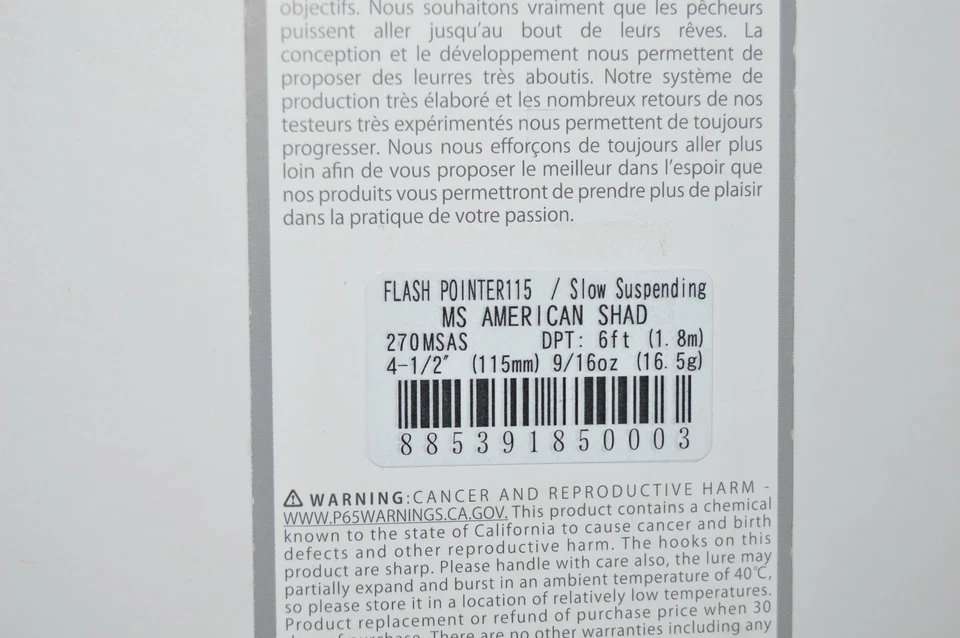 objectifs. Nous souhaitons vraiment que les pêcheurs
puissent aller jusqu'au bout de leurs rêves. La
conception et le développement nous permettent de
proposer des leurres très aboutis. Notre système de
production très élaboré et les nombreux retours de nos
testeurs très expérimentés nous permettent de toujours
progresser. Nous nous efforçons de toujours aller plus
loin afin de vous proposer le meilleur dans l'espoir que
nos produits vous permettront de prendre plus de plaisir
dans la pratique de votre passion.
FLASH POINTER115 / Slow Suspending
MS AMERICAN SHAD
270MSAS DPT: 6ft (1.8m)
4-1/2" (115mm) 9/16oz (16.5g)
885391850003
⚠ WARNING:CANCER AND REPRODUCTIVE HARM -
WWW.P65WARNINGS.CA.GOV. This product contains a chemical
known to the state of California to cause cancer and birth
defects and other reproductive harm. The hooks on this
product are sharp. Please handle with care also, the lure may
partially expand and burst in an ambient temperature of 40℃,
so please store it in a location of relatively low temperatures.
Product replacement or refund of purchase price when 30
days of purchase. There are no other warranties including any